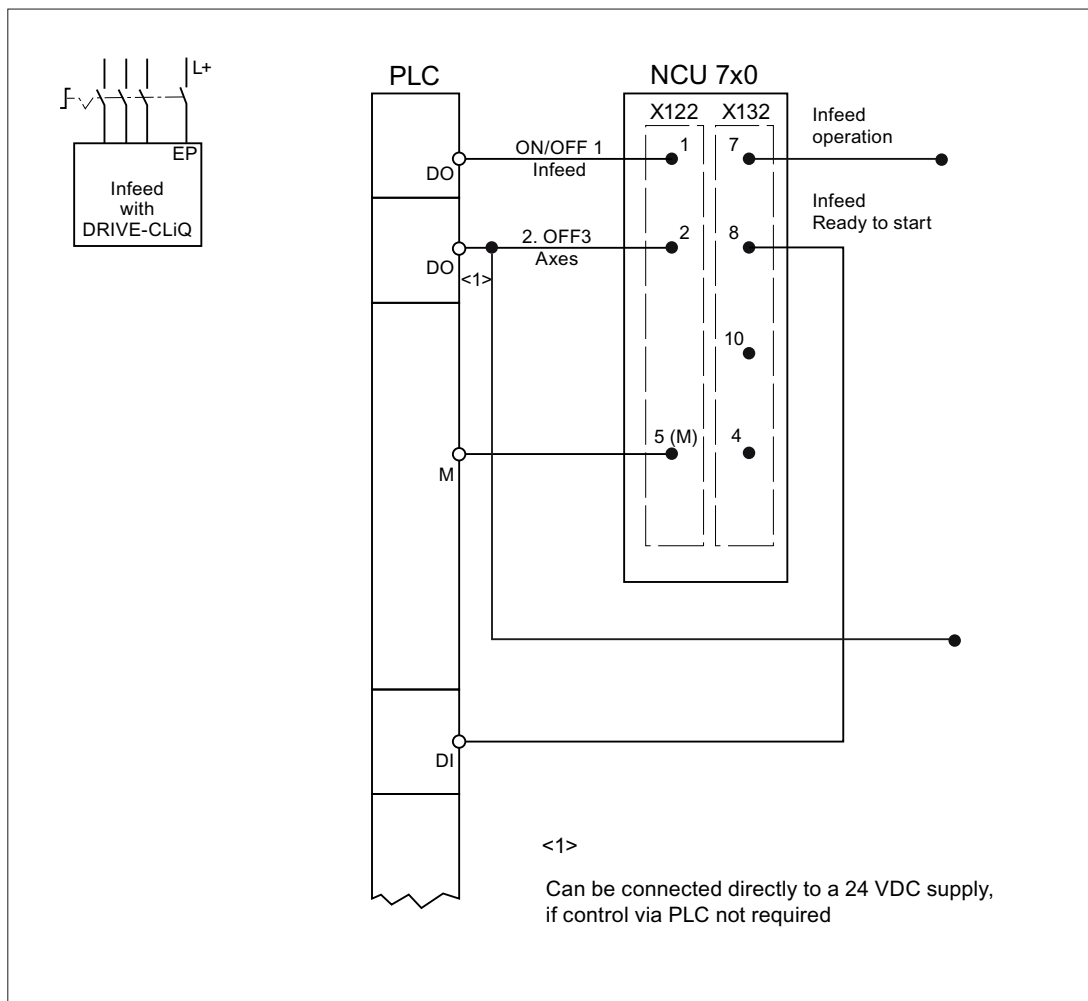 L+
EP
Infeed
with
DRIVE-CLiQ
PLC
NCU 7x0
X122
X132
DO
ON/OFF 1
Infeed
1
7
Infeed
operation
DO
<1>
2. OFF3
Axes
2
8
Infeed
Ready to start
10
M
5 (M)
4
DI
<1>
Can be connected directly to a 24 VDC supply,
if control via PLC not required